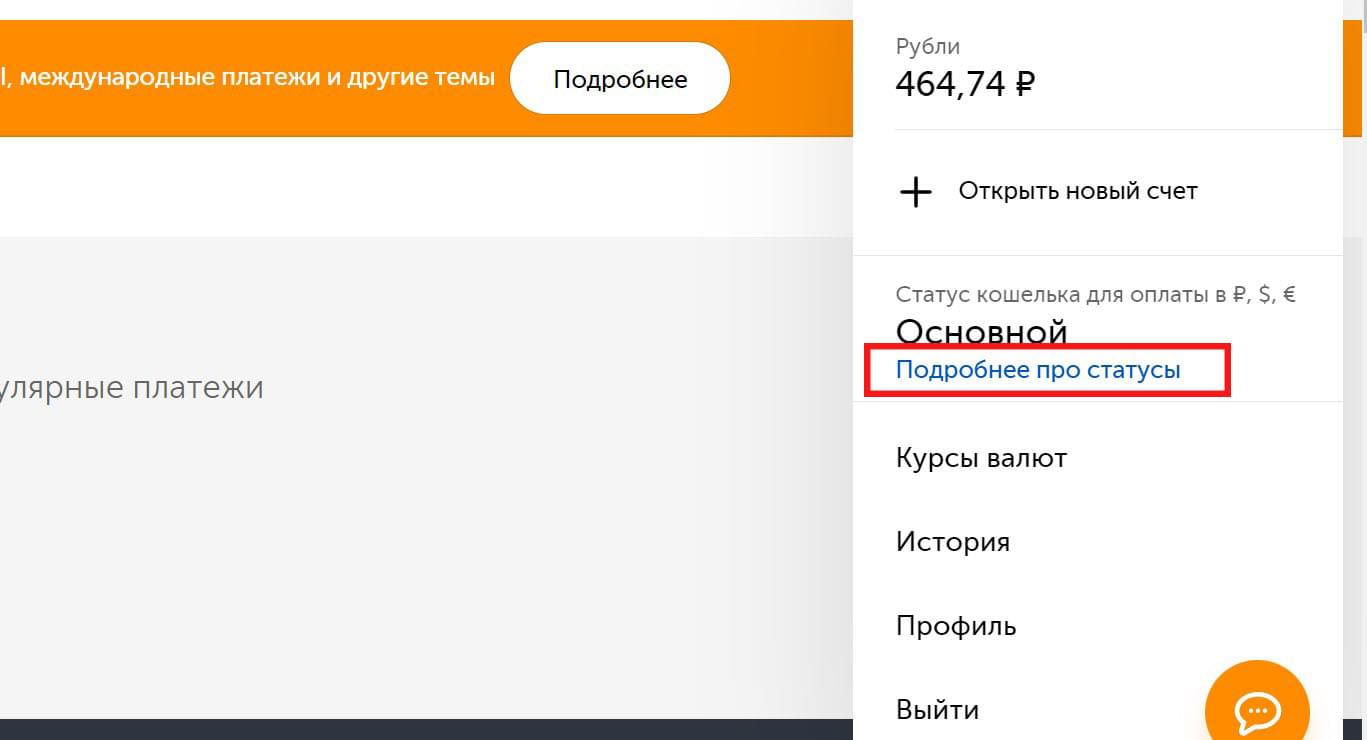 , международные платежи и другие темы
Подробнее
улярные платежи
Рубли
464,74 ₽
Открыть новый счет
Статус кошелька для оплаты в ₽, $, €
Основной
Подробнее про статусы
Курсы валют
История
Профиль
Выйти